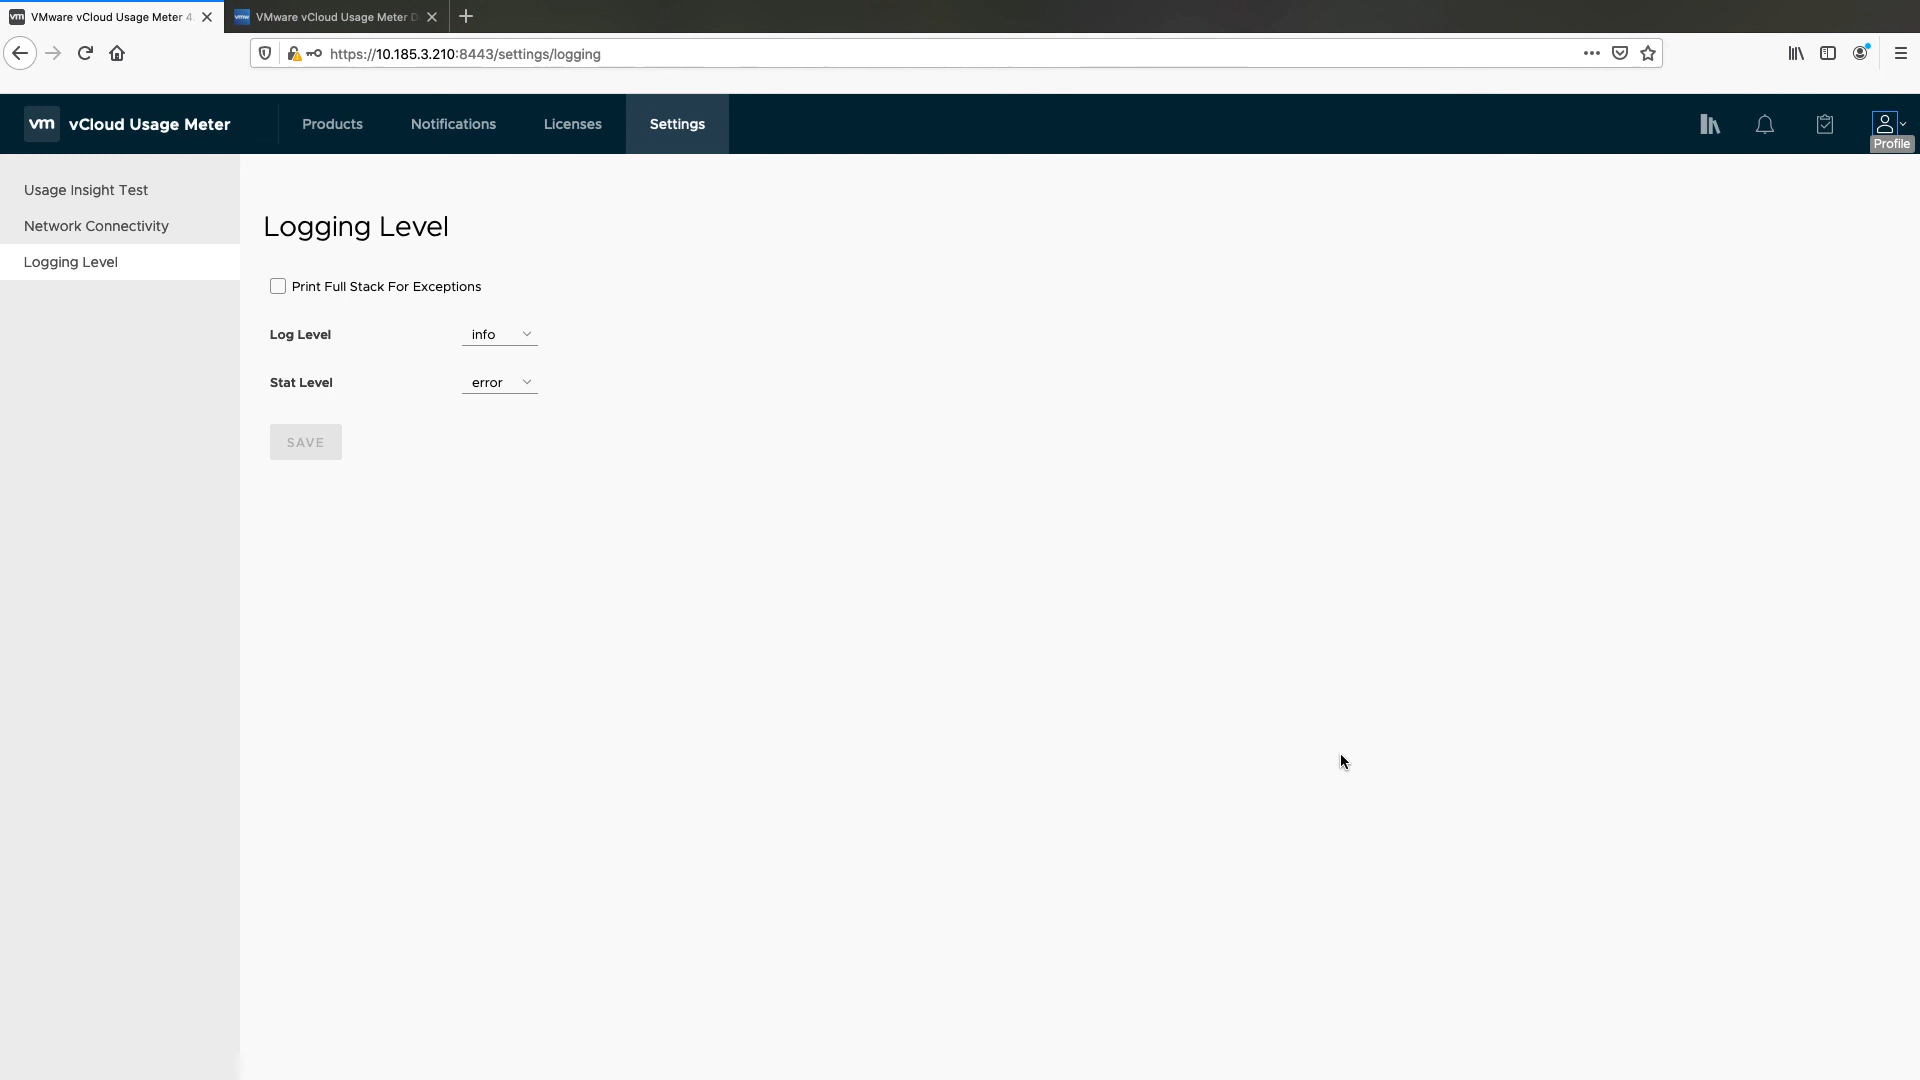 VMware vCloud Usage Meter 4.
VMware vCloud Usage Meter D
https://10.185.3.210:8443/settings/logging
vm vCloud Usage Meter
Products
Notifications
Licenses
Settings
Profile
Usage Insight Test
Network Connectivity
Logging Level
Logging Level
Print Full Stack For Exceptions
Log Level
info
Stat Level
error
SAVE